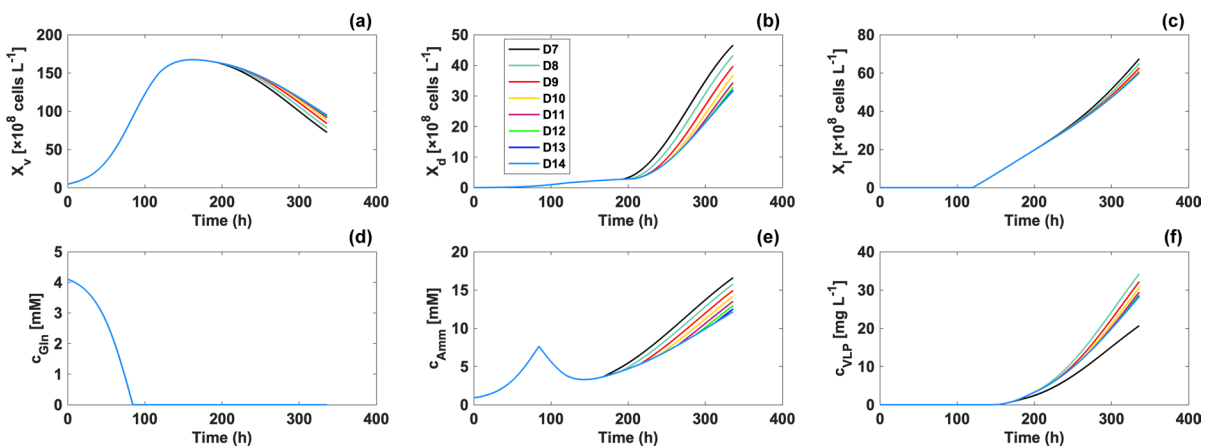 (a)
200
150
100
50
0
X_v [×10^8 cells L^-1]
0 100 200 300 400
Time (h)
(b)
50
40
30
20
10
0
X_d [×10^8 cells L^-1]
D7
D8
D9
D10
D11
D12
D13
D14
0 100 200 300 400
Time (h)
(c)
80
60
40
20
0
X_l [×10^8 cells L^-1]
0 100 200 300 400
Time (h)
(d)
5
4
3
2
1
0
c_Gln [mM]
0 100 200 300 400
Time (h)
(e)
20
15
10
5
0
c_Amm [mM]
0 100 200 300 400
Time (h)
(f)
40
30
20
10
0
c_VLP [mg L^-1]
0 100 200 300 400
Time (h)